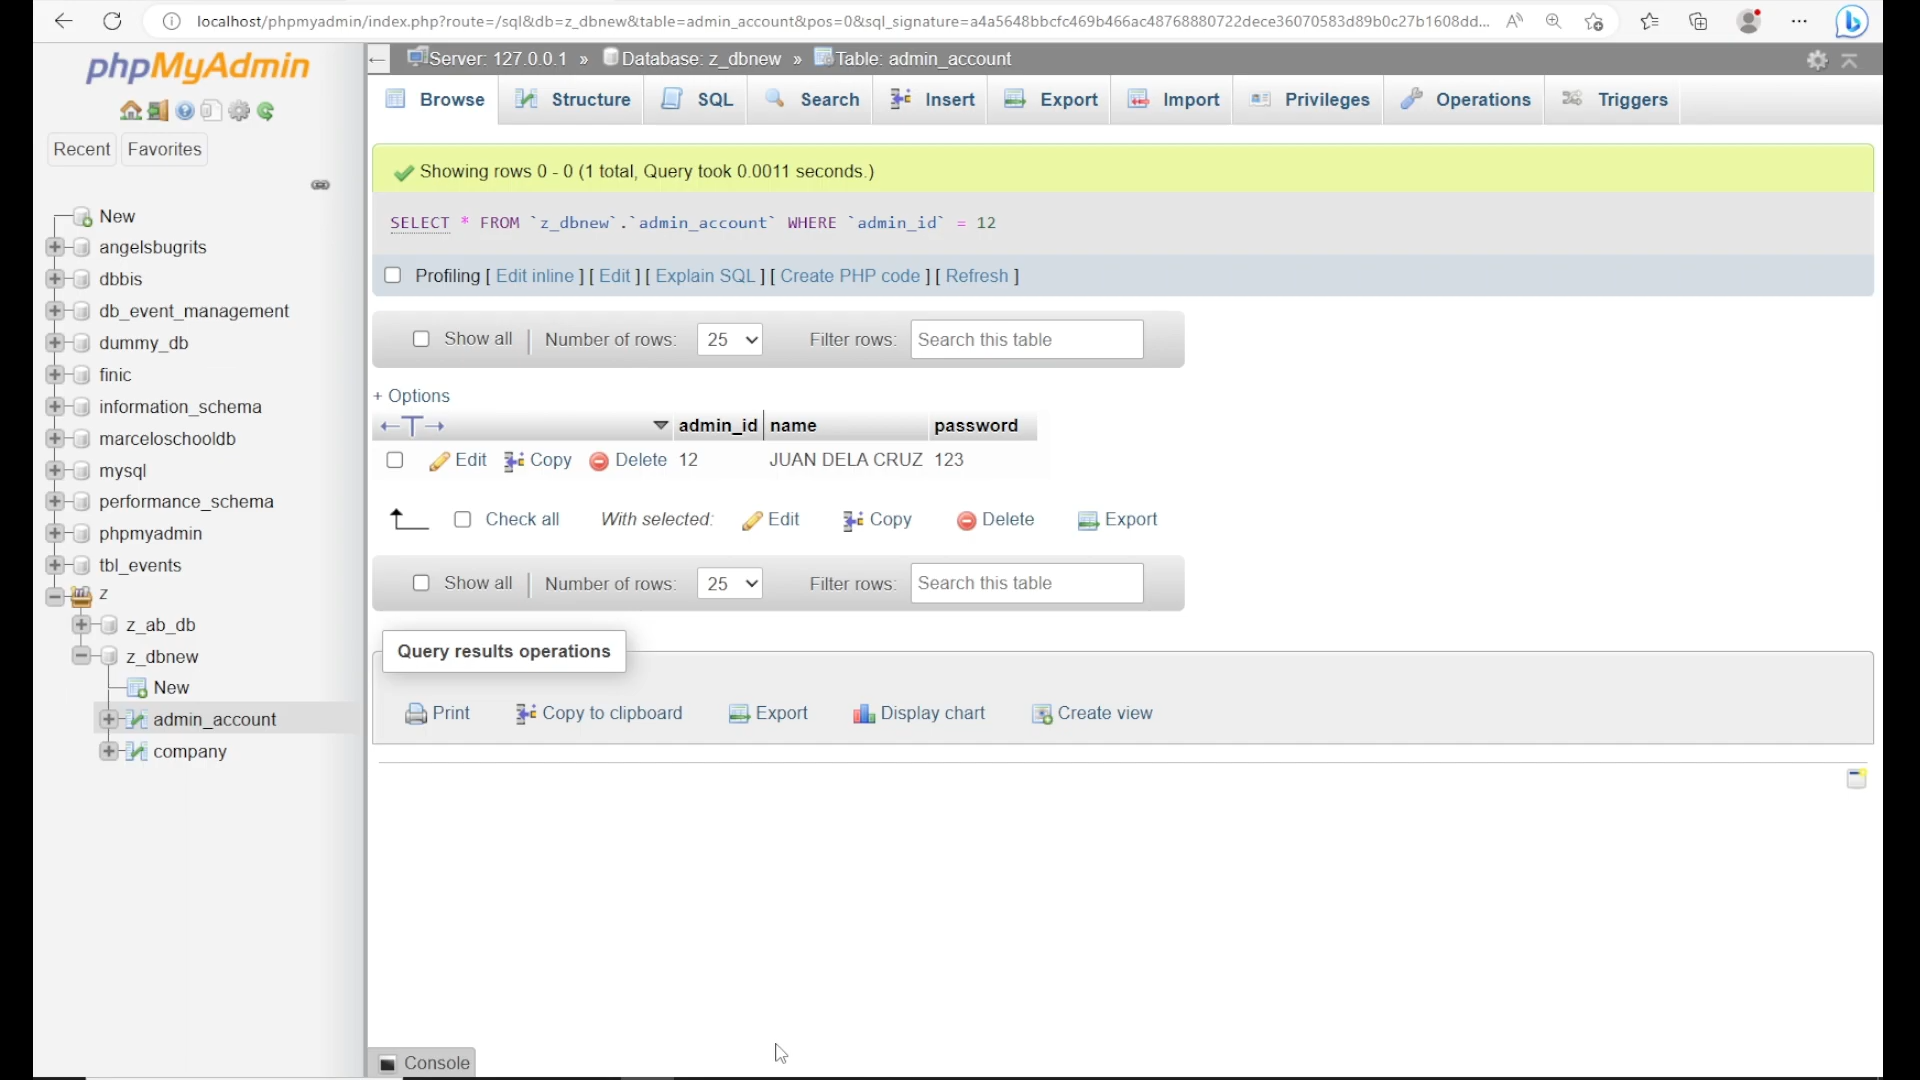 localhost/phpmyadmin/index.php?route=/sql&db=z_dbnew&table=admin_account&pos=0&sql_signature=a4a5648bbcfc469b466ac48768880722dece36070583d89b0c27b1608dd...
phpMyAdmin
Recent Favorites
New
angelsbugrits
dbbis
db_event_management
dummy_db
finic
information_schema
marceloschooldb
mysql
performance_schema
phpmyadmin
tbl_events
z
z_ab_db
z_dbnew
New
admin_account
company
Server: 127.0.0.1 » Database: z_dbnew » Table: admin_account
Browse Structure SQL Search Insert Export Import Privileges Operations Triggers
Showing rows 0 - 0 (1 total, Query took 0.0011 seconds.)
SELECT * FROM `z_dbnew`.`admin_account` WHERE `admin_id` = 12
Profiling [ Edit inline ] [ Edit ] [ Explain SQL ] [ Create PHP code ] [ Refresh ]
Show all Number of rows: 25 Filter rows: Search this table
+ Options
←T→ admin_id name password
Edit Copy Delete 12 JUAN DELA CRUZ 123
Check all With selected: Edit Copy Delete Export
Show all Number of rows: 25 Filter rows: Search this table
Query results operations
Print Copy to clipboard Export Display chart Create view
Console